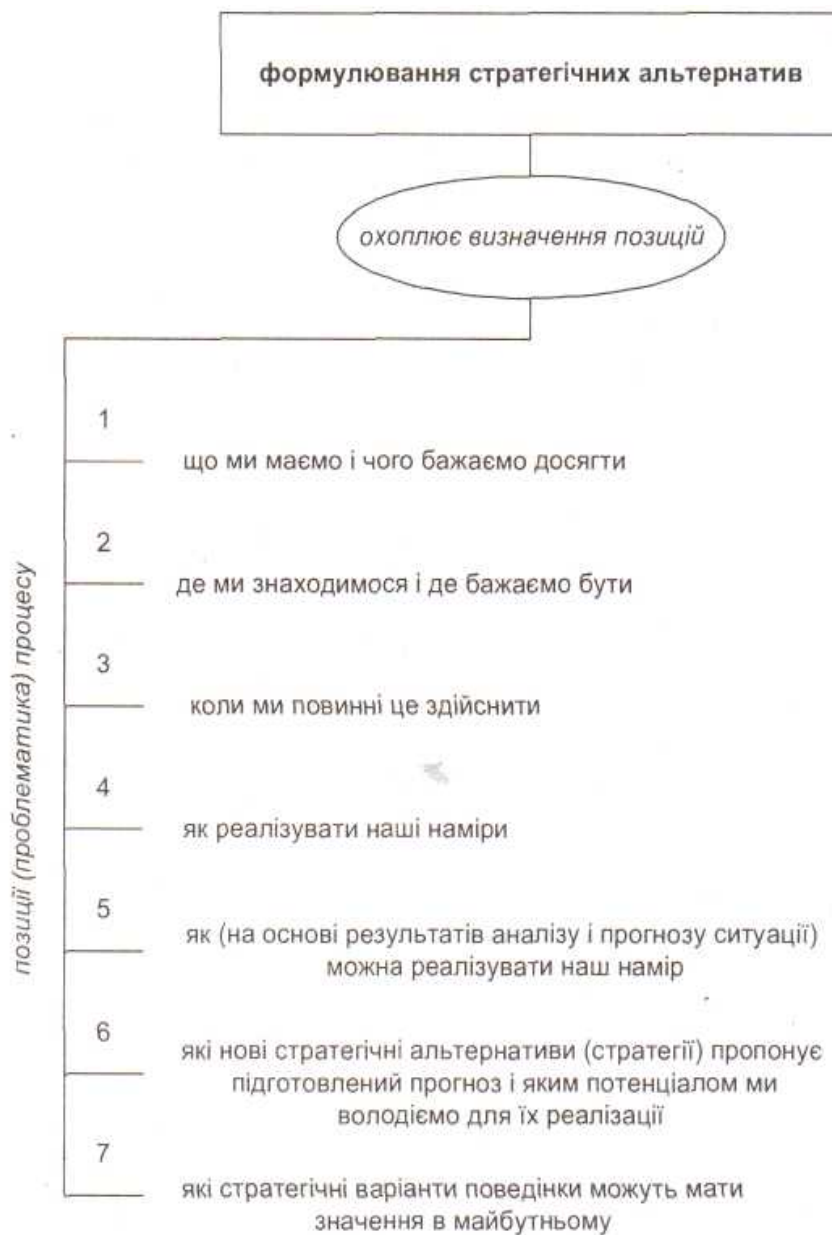 формулювання стратегічних альтернатив
охоплює визначення позицій
позиції (проблематика) процесу
1
що ми маємо і чого бажаємо досягти
2
де ми знаходимося і де бажаємо бути
3
коли ми повинні це здійснити
4
як реалізувати наші наміри
5
як (на основі результатів аналізу і прогнозу ситуації)
можна реалізувати наш намір
6
які нові стратегічні альтернативи (стратегії) пропонує
підготовлений прогноз і яким потенціалом ми
володіємо для їх реалізації
7
які стратегічні варіанти поведінки можуть мати
значення в майбутньому